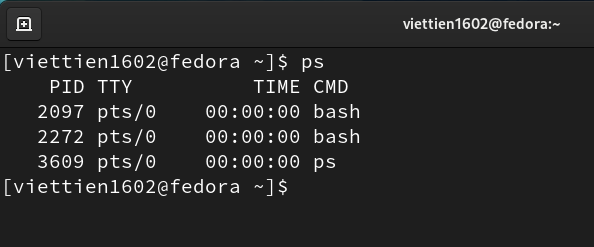 viettien1602@fedora:~
[viettien1602@fedora ~]$ ps
    PID TTY          TIME CMD
   2097 pts/0    00:00:00 bash
   2272 pts/0    00:00:00 bash
   3609 pts/0    00:00:00 ps
[viettien1602@fedora ~]$